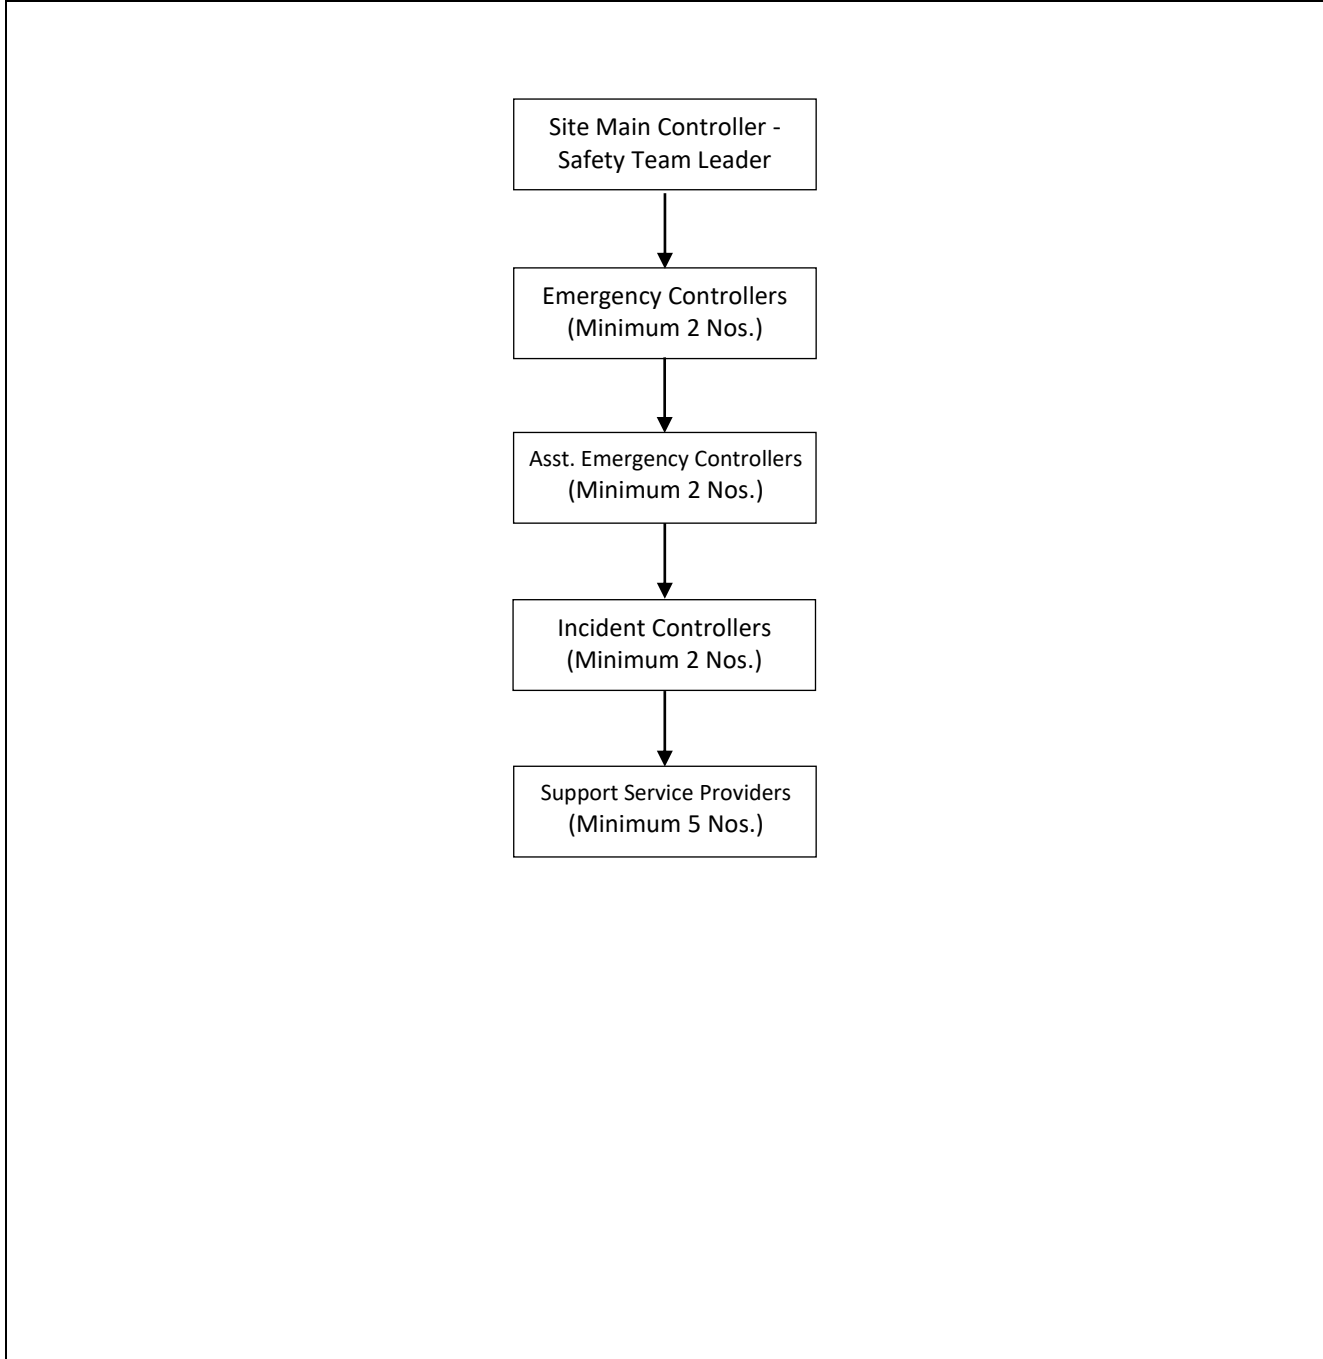 Site Main Controller -
Safety Team Leader
Emergency Controllers
(Minimum 2 Nos.)
Asst. Emergency Controllers
(Minimum 2 Nos.)
Incident Controllers
(Minimum 2 Nos.)
Support Service Providers
(Minimum 5 Nos.)